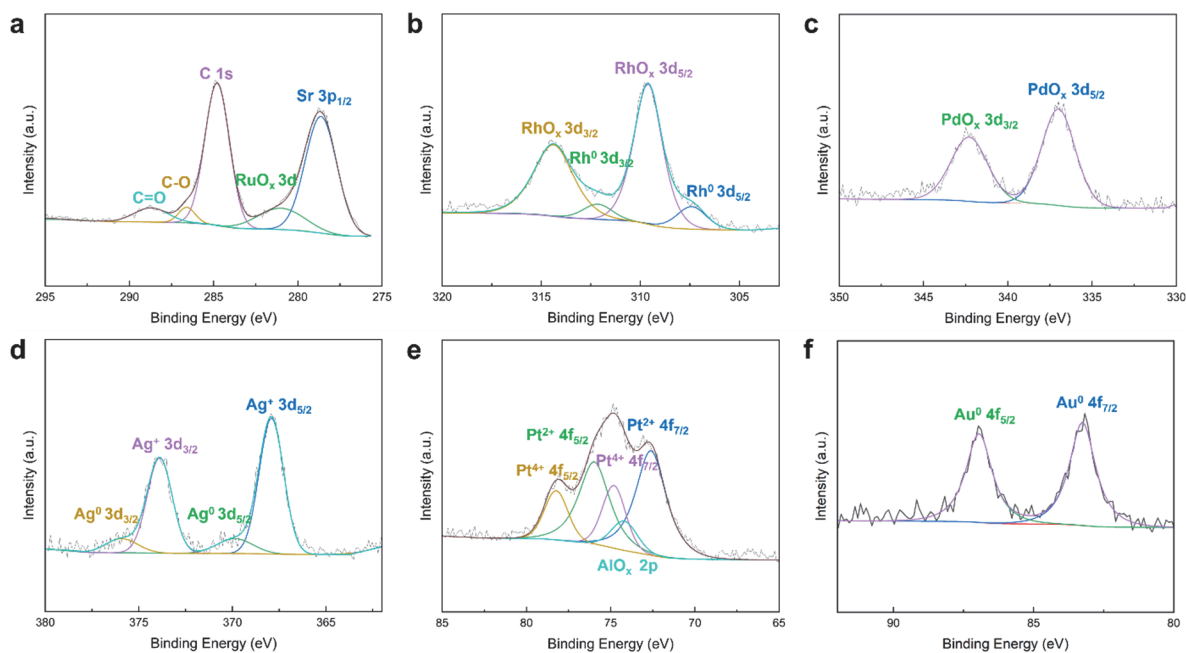 a
C 1s
Sr 3p1/2
C-O
RuOx 3d
C=O
Intensity (a.u.)
295 290 285 280 275
Binding Energy (eV)
b
RhOx 3d5/2
RhOx 3d3/2
Rh0 3d3/2
Rh0 3d5/2
Intensity (a.u.)
320 315 310 305
Binding Energy (eV)
c
PdOx 3d5/2
PdOx 3d3/2
Intensity (a.u.)
350 345 340 335 330
Binding Energy (eV)
d
Ag+ 3d5/2
Ag+ 3d3/2
Ag0 3d3/2
Ag0 3d5/2
Intensity (a.u.)
380 375 370 365
Binding Energy (eV)
e
Pt2+ 4f7/2
Pt2+ 4f5/2
Pt4+ 4f7/2
Pt4+ 4f5/2
AlOx 2p
Intensity (a.u.)
85 80 75 70 65
Binding Energy (eV)
f
Au0 4f5/2
Au0 4f7/2
Intensity (a.u.)
90 85 80
Binding Energy (eV)